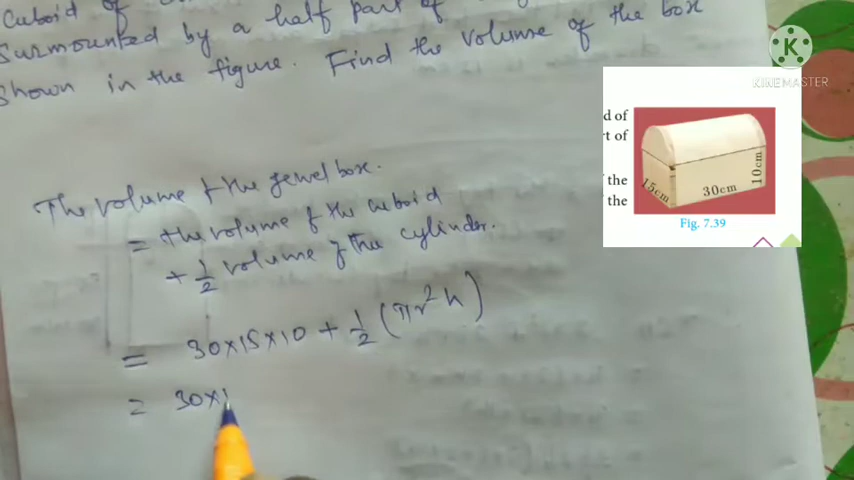 Cuboid of
surmounted by a half part of
shown in the figure. Find the volume of the box
The volume of the jewel box.
= the volume of the cuboid
+ 1/2 volume of the cylinder.
= 30×15×10 + 1/2 (πr²h)
= 30×1
K
KINEMASTER
d of
t of
the
the
15cm
30cm
10cm
Fig. 7.39